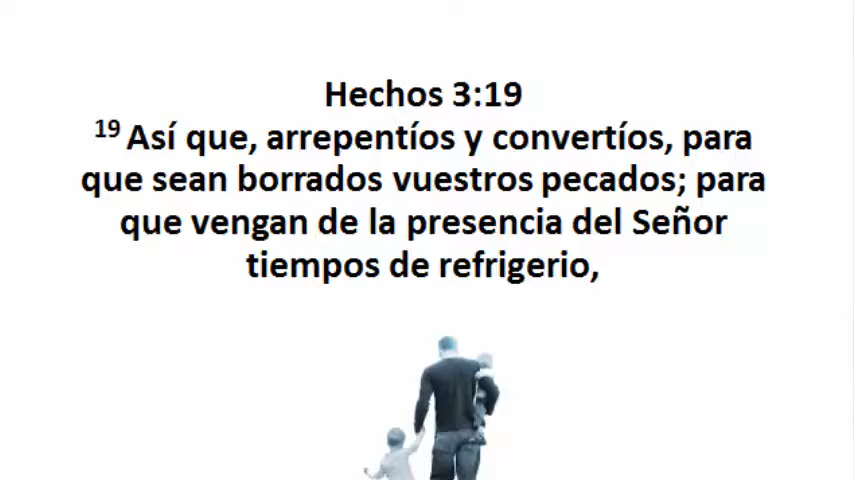 Hechos 3:19
19 Así que, arrepentíos y convertíos, para
que sean borrados vuestros pecados; para
que vengan de la presencia del Señor
tiempos de refrigerio,